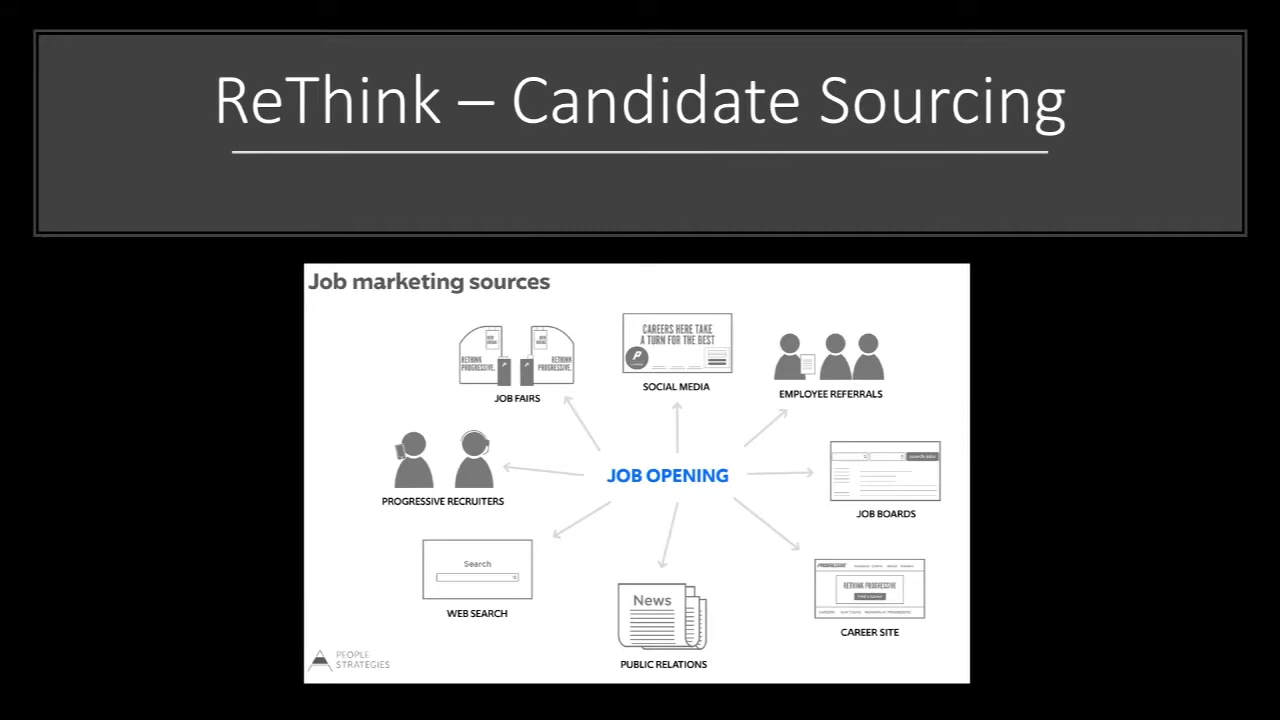 ReThink – Candidate Sourcing
Job marketing sources
RETHINK
PROGRESSIVE.
RETHINK
PROGRESSIVE.
JOB FAIRS
CAREERS HERE TAKE
A TURN FOR THE BEST
SOCIAL MEDIA
EMPLOYEE REFERRALS
PROGRESSIVE RECRUITERS
JOB OPENING
JOB BOARDS
Search
WEB SEARCH
News
PUBLIC RELATIONS
PROGRESSIVE
RETHINK PROGRESSIVE
CAREER SITE
PEOPLE
STRATEGIES